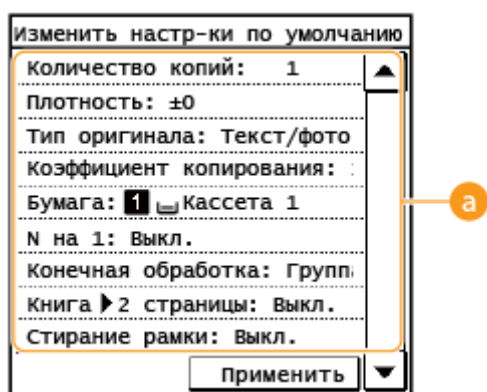 Изменить настр-ки по умолчанию
Количество копий: 1
Плотность: ±0
Тип оригинала: Текст/фото
Коэффициент копирования:
Бумага: 1 Кассета 1
N на 1: Выкл.
Конечная обработка: Групп
Книга ▶ 2 страницы: Выкл.
Стирание рамки: Выкл.
Применить
a